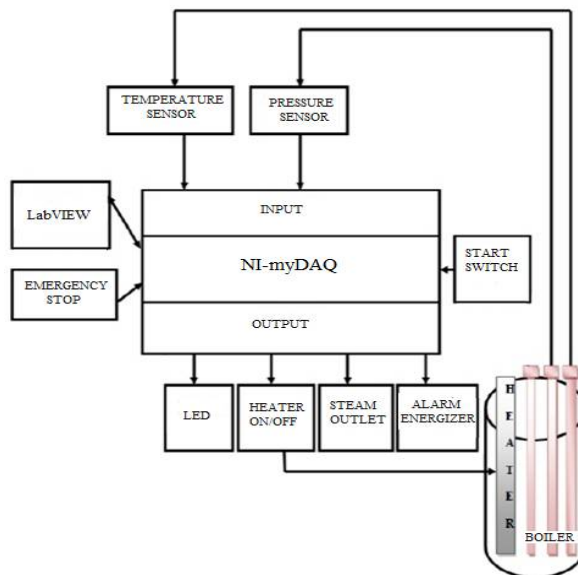 TEMPERATURE
SENSOR
PRESSURE
SENSOR
LabVIEW
INPUT
NI-myDAQ
START
SWITCH
EMERGENCY
STOP
OUTPUT
LED
HEATER
ON/OFF
STEAM
OUTLET
ALARM
ENERGIZER
HEATER
BOILER